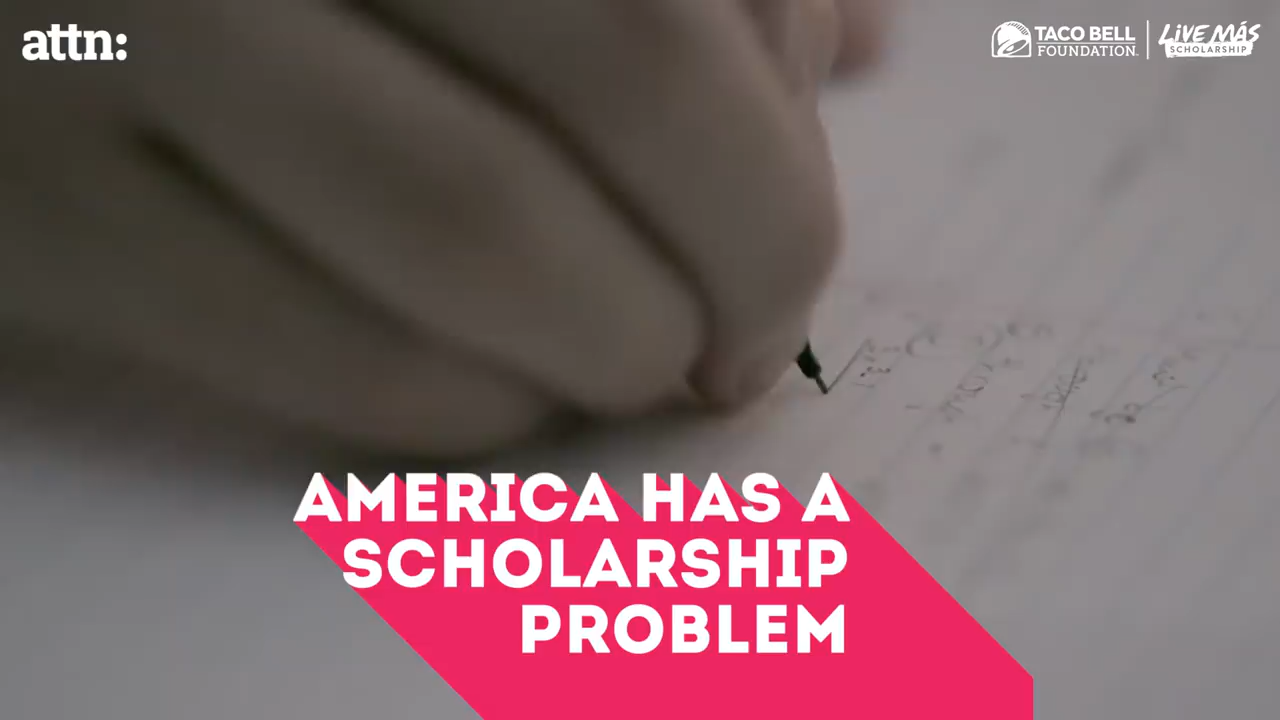 attn:
TACO BELL
FOUNDATION.
LiVE MÁS
SCHOLARSHIP
AMERICA HAS A
SCHOLARSHIP
PROBLEM